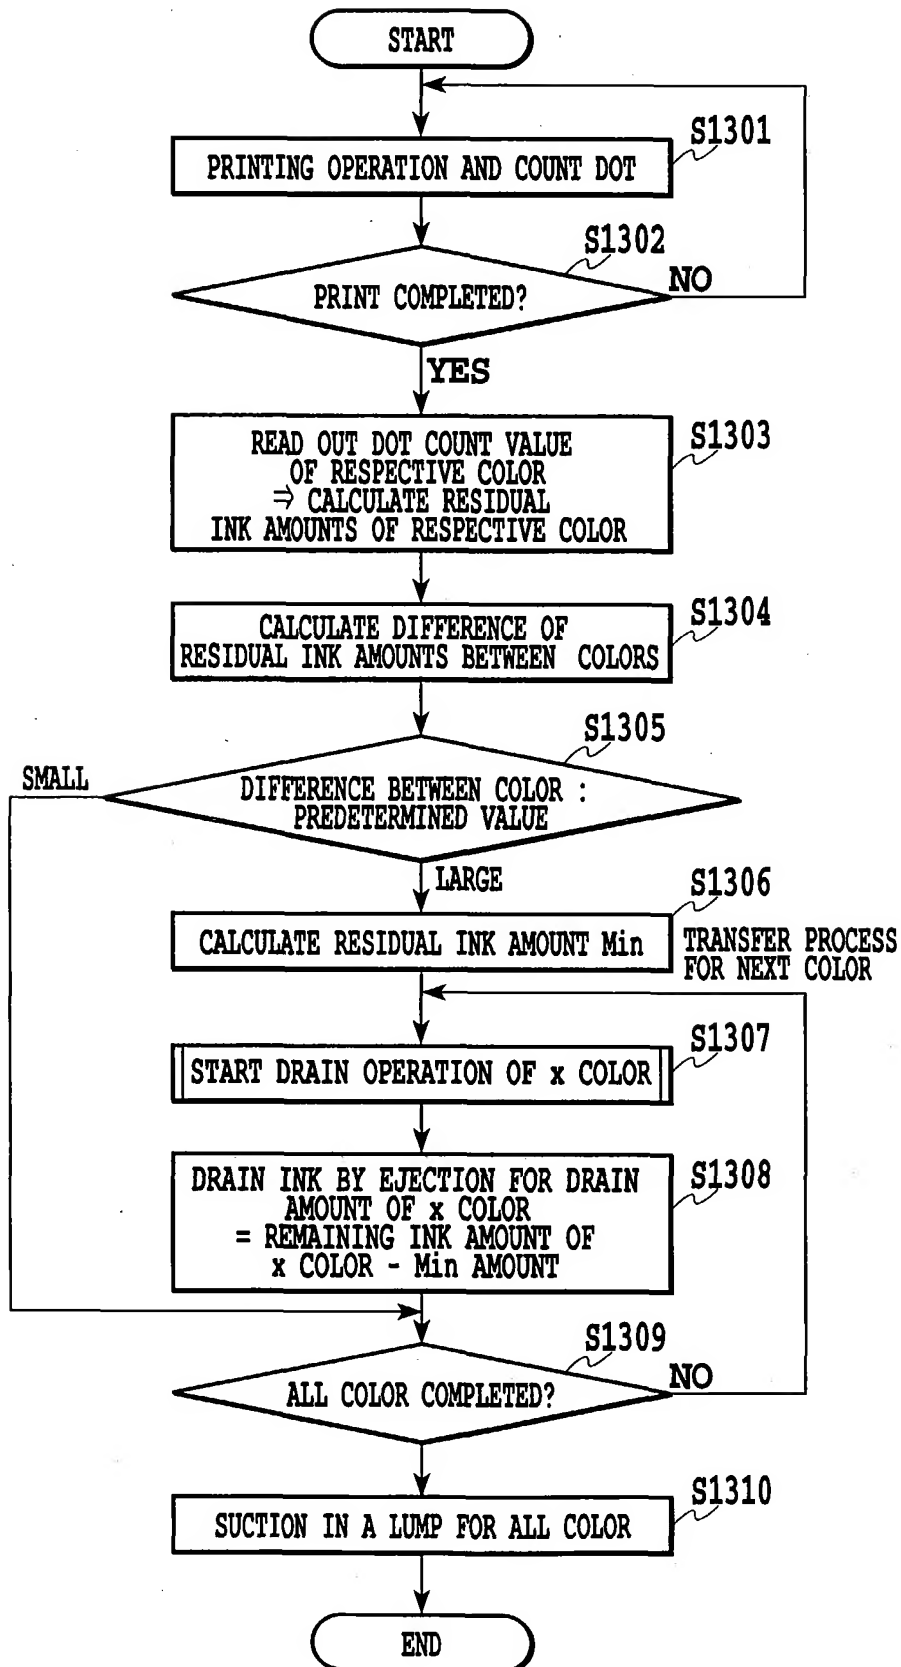 START
S1301
PRINTING OPERATION AND COUNT DOT
S1302
PRINT COMPLETED?
NO
YES
S1303
READ OUT DOT COUNT VALUE
OF RESPECTIVE COLOR
⇒ CALCULATE RESIDUAL
INK AMOUNTS OF RESPECTIVE COLOR
S1304
CALCULATE DIFFERENCE OF
RESIDUAL INK AMOUNTS BETWEEN COLORS
S1305
SMALL
DIFFERENCE BETWEEN COLOR :
PREDETERMINED VALUE
LARGE
S1306
CALCULATE RESIDUAL INK AMOUNT Min
TRANSFER PROCESS
FOR NEXT COLOR
S1307
START DRAIN OPERATION OF x COLOR
S1308
DRAIN INK BY EJECTION FOR DRAIN
AMOUNT OF x COLOR
= REMAINING INK AMOUNT OF
x COLOR - Min AMOUNT
S1309
ALL COLOR COMPLETED?
NO
S1310
SUCTION IN A LUMP FOR ALL COLOR
END